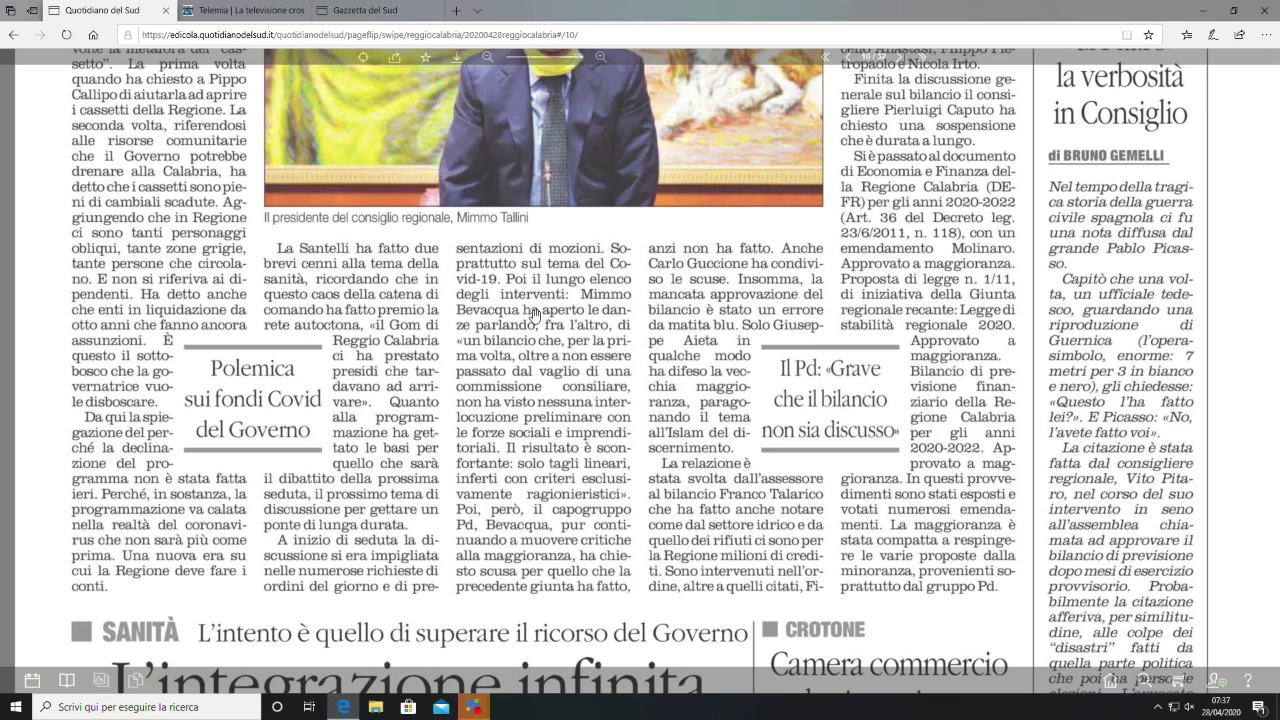 Quotidiano del Sud
Telemia | La televisione cres
https://edicola.quotidianodelsud.it/quotidianodelsud/pageflip/swipe/reggiocalabria/20200428reggiocalabria#/10/
volte la metafora del "cas-
setto". La prima volta
quando ha chiesto a Pippo
Callipo di aiutarla ad aprire
i cassetti della Regione. La
seconda volta, riferendosi
alle risorse comunitarie
che il Governo potrebbe
drenare alla Calabria, ha
detto che i cassetti sono pie-
ni di cambiali scadute. Ag-
giungendo che in Regione
ci sono tanti personaggi
obliqui, tante zone grigie,
tante persone che circola-
no. E non si riferiva ai di-
pendenti. Ha detto anche
che enti in liquidazione da
otto anni che fanno ancora
assunzioni. È
questo il sotto-
bosco che la go-
vernatrice vuo-
le disboscare.
Da qui la spie-
gazione del per-
ché la declina-
zione del pro-
gramma non è stata fatta
ieri. Perché, in sostanza, la
programmazione va calata
nella realtà del coronavi-
rus che non sarà più come
prima. Una nuova era su
cui la Regione deve fare i
conti.
Polemica
sui fondi Covid
del Governo
Il presidente del consiglio regionale, Mimmo Tallini
La Santelli ha fatto due
brevi cenni alla tema della
sanità, ricordando che in
questo caos della catena di
comando ha fatto premio la
rete autoctona, «il Gom di
Reggio Calabria
ci ha prestato
presidi che tar-
davano ad arri-
vare». Quanto
alla program-
mazione ha get-
tato le basi per
quello che sarà
il dibattito della prossima
seduta, il prossimo tema di
discussione per gettare un
ponte di lunga durata.
A inizio di seduta la di-
scussione si era impigliata
nelle numerose richieste di
ordini del giorno e di pre-
sentazioni di mozioni. So-
prattutto sul tema del Co-
vid-19. Poi il lungo elenco
degli interventi: Mimmo
Bevacqua ha aperto le dan-
ze parlando, fra l'altro, di
«un bilancio che, per la pri-
ma volta, oltre a non essere
passato dal vaglio di una
commissione consiliare,
non ha visto nessuna inter-
locuzione preliminare con
le forze sociali e imprendi-
toriali. Il risultato è scon-
fortante: solo tagli lineari,
inferti con criteri esclusi-
vamente ragionieristici».
Poi, però, il capogruppo
Pd, Bevacqua, pur conti-
nuando a muovere critiche
alla maggioranza, ha chie-
sto scusa per quello che la
precedente giunta ha fatto,
anzi non ha fatto. Anche
Carlo Guccione ha condivi-
so le scuse. Insomma, la
mancata approvazione del
bilancio è stato un errore
da matita blu. Solo Giusep-
pe Aieta in
qualche modo
ha difeso la vec-
chia maggio-
ranza, parago-
nando il tema
all'Islam del di-
scernimento.
La relazione è
stata svolta dall'assessore
al bilancio Franco Talarico
che ha fatto anche notare
come dal settore idrico e da
quello dei rifiuti ci sono per
la Regione milioni di credi-
ti. Sono intervenuti nell'or-
dine, altre a quelli citati, Fi-
Il Pd: «Grave
che il bilancio
non sia discusso»
tropaolo e Nicola Irto.
Finita la discussione ge-
nerale sul bilancio il consi-
gliere Pierluigi Caputo ha
chiesto una sospensione
che è durata a lungo.
Si è passato al documento
di Economia e Finanza del-
la Regione Calabria (DE-
FR) per gli anni 2020-2022
(Art. 36 del Decreto leg.
23/6/2011, n. 118), con un
emendamento Molinaro.
Approvato a maggioranza.
Proposta di legge n. 1/11,
di iniziativa della Giunta
regionale recante: Legge di
stabilità regionale 2020.
Approvato a
maggioranza.
Bilancio di pre-
visione finan-
ziario della Re-
gione Calabria
per gli anni
2020-2022. Ap-
provato a mag-
gioranza. In questi provve-
dimenti sono stati esposti e
votati numerosi emenda-
menti. La maggioranza è
stata compatta a respinge-
re le varie proposte dalla
minoranza, provenienti so-
prattutto dal gruppo Pd.
la verbosità
in Consiglio
di BRUNO GEMELLI
Nel tempo della tragi-
ca storia della guerra
civile spagnola ci fu
una nota diffusa dal
grande Pablo Picas-
so.
Capitò che una vol-
ta, un ufficiale tede-
sco, guardando una
riproduzione di
Guernica (l'opera-
simbolo, enorme: 7
metri per 3 in bianco
e nero), gli chiedesse:
«Questo l'ha fatto
lei?». E Picasso: «No,
l'avete fatto voi».
La citazione è stata
fatta dal consigliere
regionale, Vito Pita-
ro, nel corso del suo
intervento in seno
all'assemblea chia-
mata ad approvare il
bilancio di previsione
dopo mesi di esercizio
provvisorio. Proba-
bilmente la citazione
afferiva, per similitu-
dine, alle colpe dei
"disastri" fatti da
quella parte politica
che poi ha perso le
SANITÀ L'intento è quello di superare il ricorso del Governo
L'integrazione infinita
CROTONE
Camera commercio
Scrivi qui per eseguire la ricerca
07:37
28/04/2020